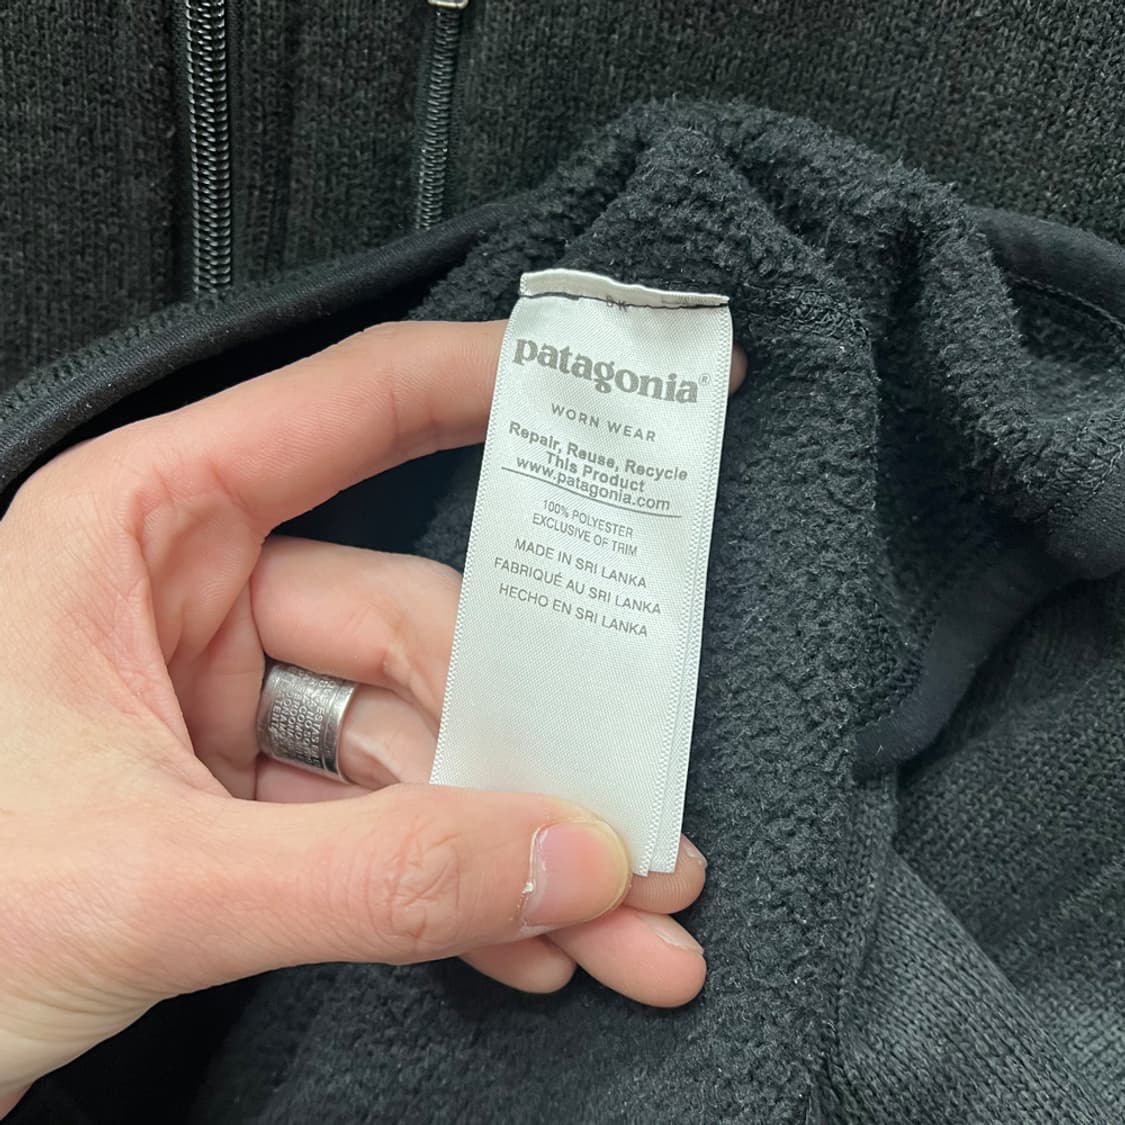 BK
patagonia®
WORN WEAR
Repair, Reuse, Recycle
This Product
www.patagonia.com
100% POLYESTER
EXCLUSIVE OF TRIM
MADE IN SRI LANKA
FABRIQUÉ AU SRI LANKA
HECHO EN SRI LANKA